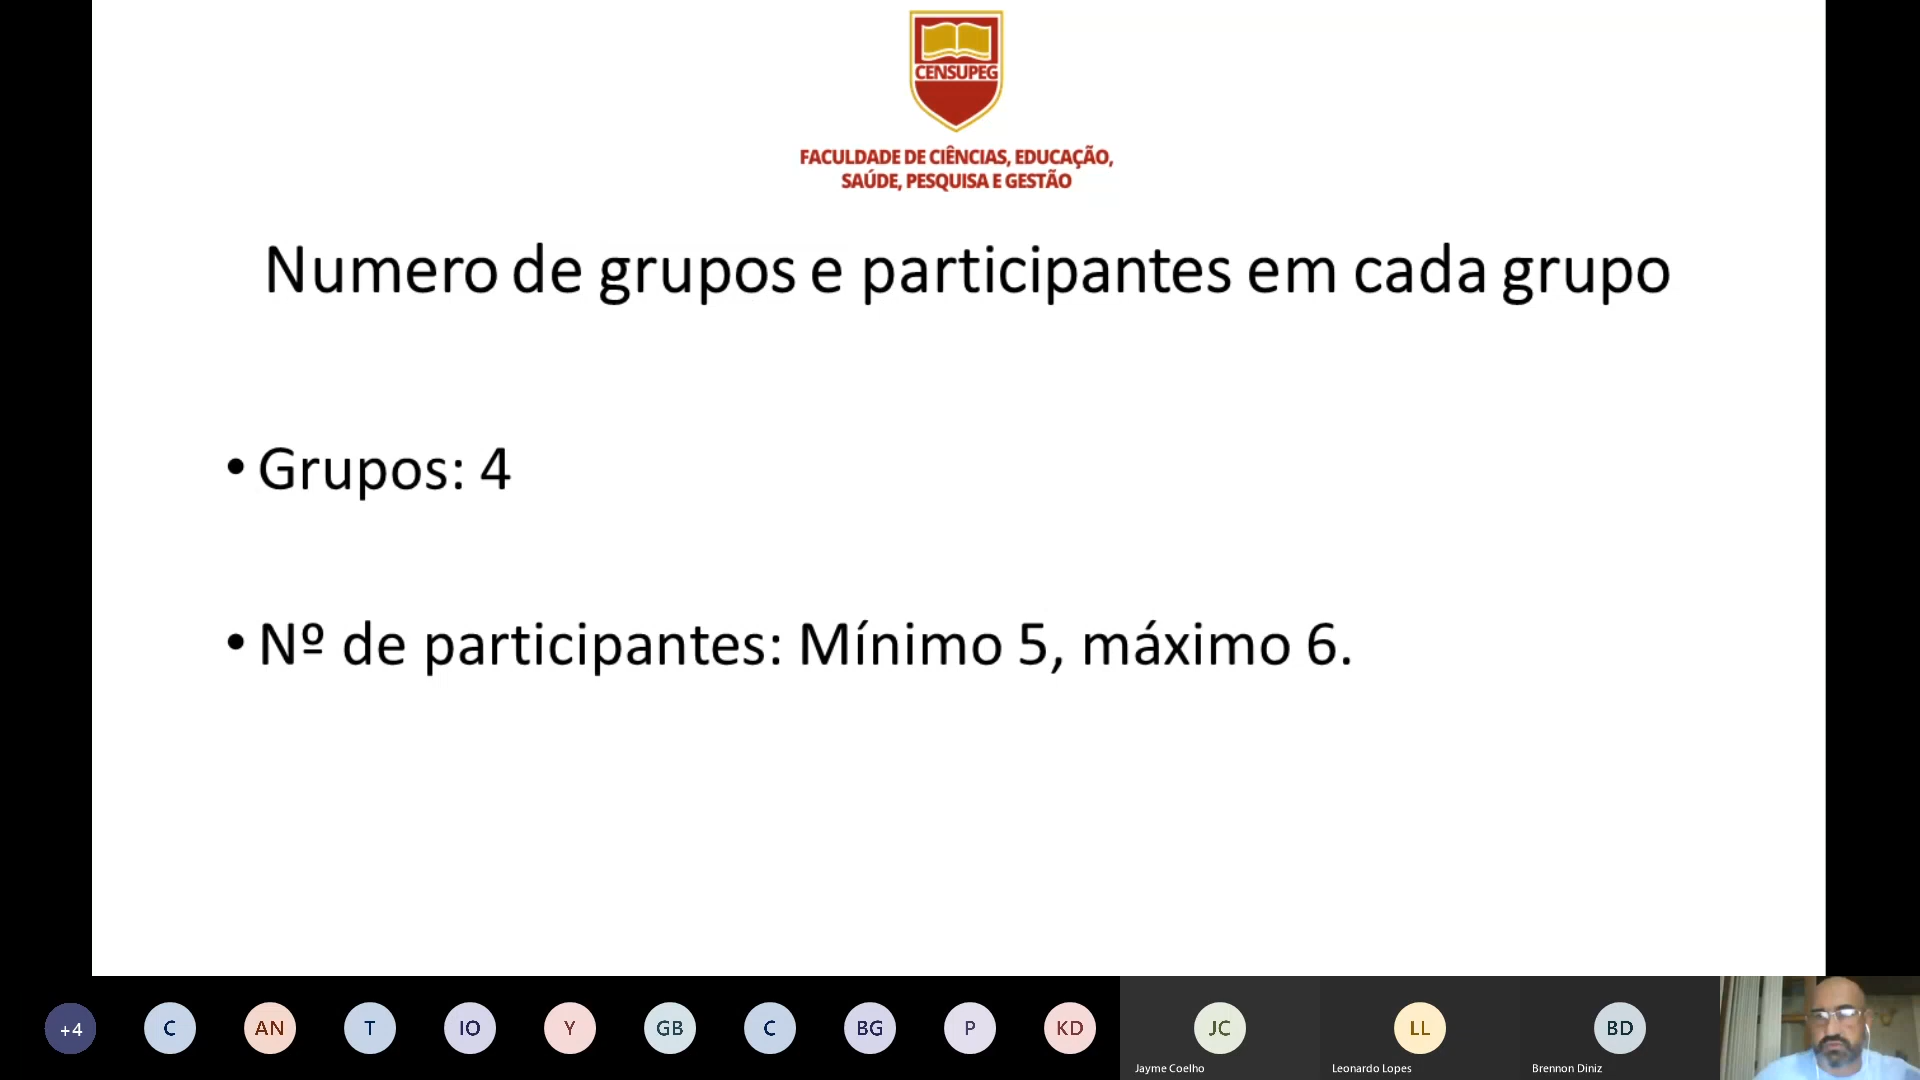 CENSUPEG
FACULDADE DE CIÊNCIAS, EDUCAÇÃO,
SAÚDE, PESQUISA E GESTÃO
Numero de grupos e participantes em cada grupo
• Grupos: 4
• Nº de participantes: Mínimo 5, máximo 6.
+4 C AN T IO Y GB C BG P KD JC LL BD
Jayme Coelho Leonardo Lopes Brennon Diniz